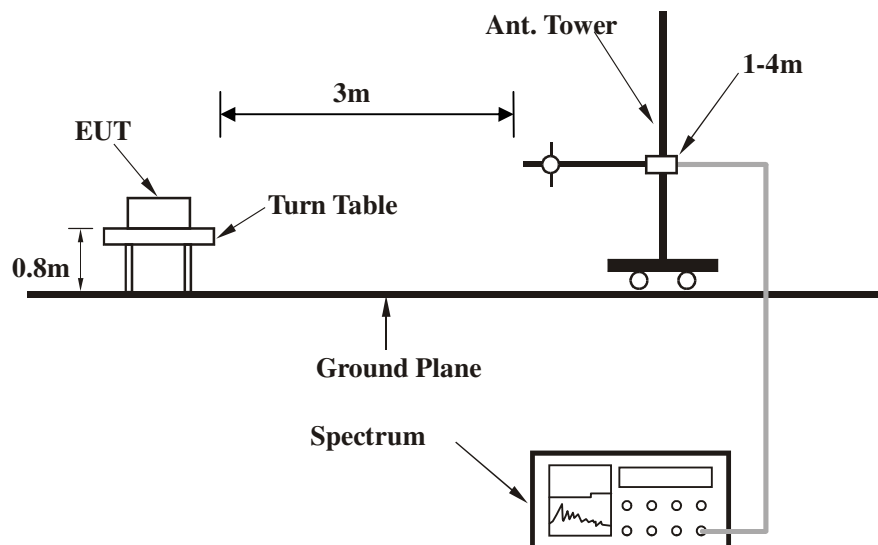 Ant. Tower
1-4m
3m
EUT
Turn Table
0.8m
Ground Plane
Spectrum